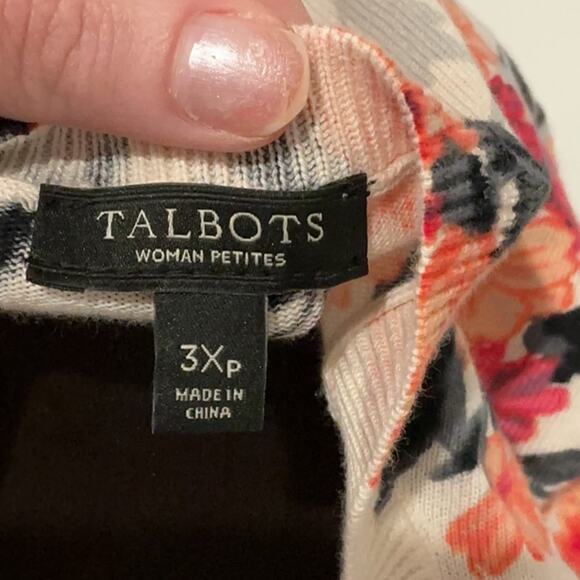 TALBOTS
WOMAN PETITES
3XP
MADE IN
CHINA